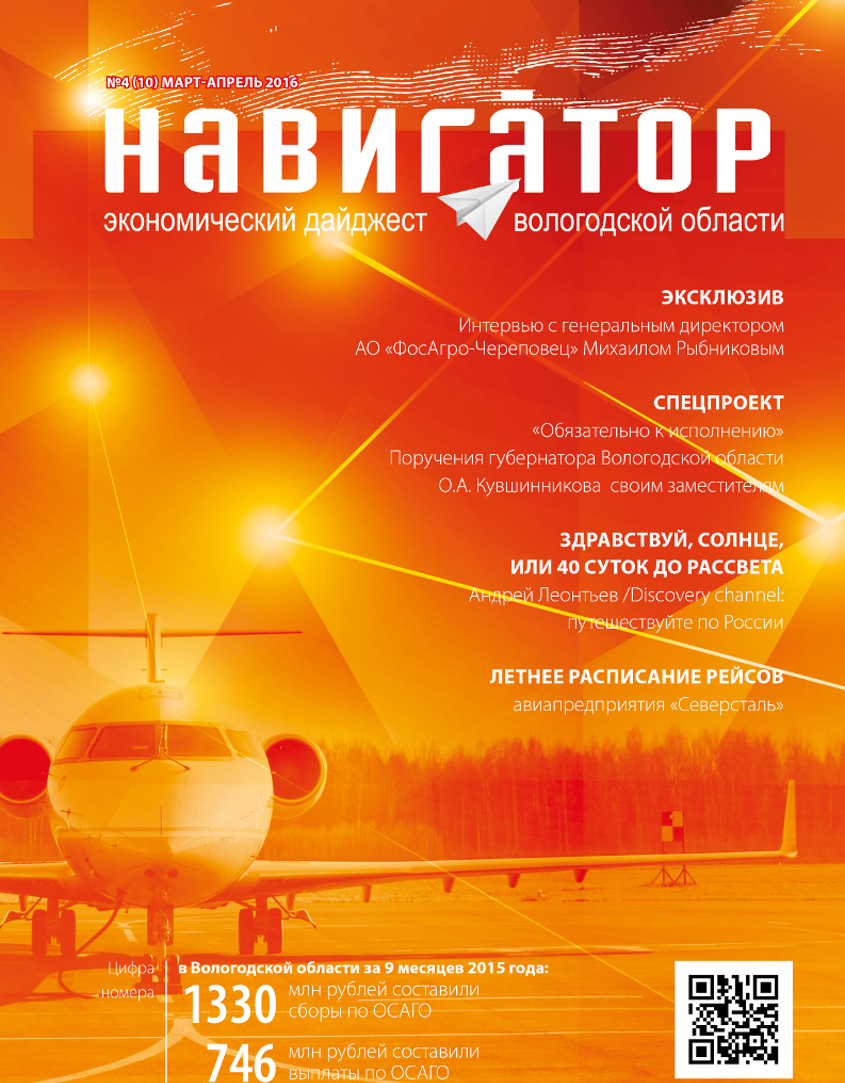 №4 (10) МАРТ-АПРЕЛЬ 2016
НАВИГАТОР
экономический дайджест вологодской области
ЭКСКЛЮЗИВ
Интервью с генеральным директором
АО «ФосАгро-Череповец» Михаилом Рыбниковым
СПЕЦПРОЕКТ
«Обязательно к исполнению»
Поручения губернатора Вологодской области
О.А. Кувшинникова своим заместителям
ЗДРАВСТВУЙ, СОЛНЦЕ,
ИЛИ 40 СУТОК ДО РАССВЕТА
Андрей Леонтьев /Discovery channel:
путешествуйте по России
ЛЕТНЕЕ РАСПИСАНИЕ РЕЙСОВ
авиапредприятия «Северсталь»
Цифра
номера
в Вологодской области за 9 месяцев 2015 года:
1330 млн рублей составили
сборы по ОСАГО
746 млн рублей составили
выплаты по ОСАГО